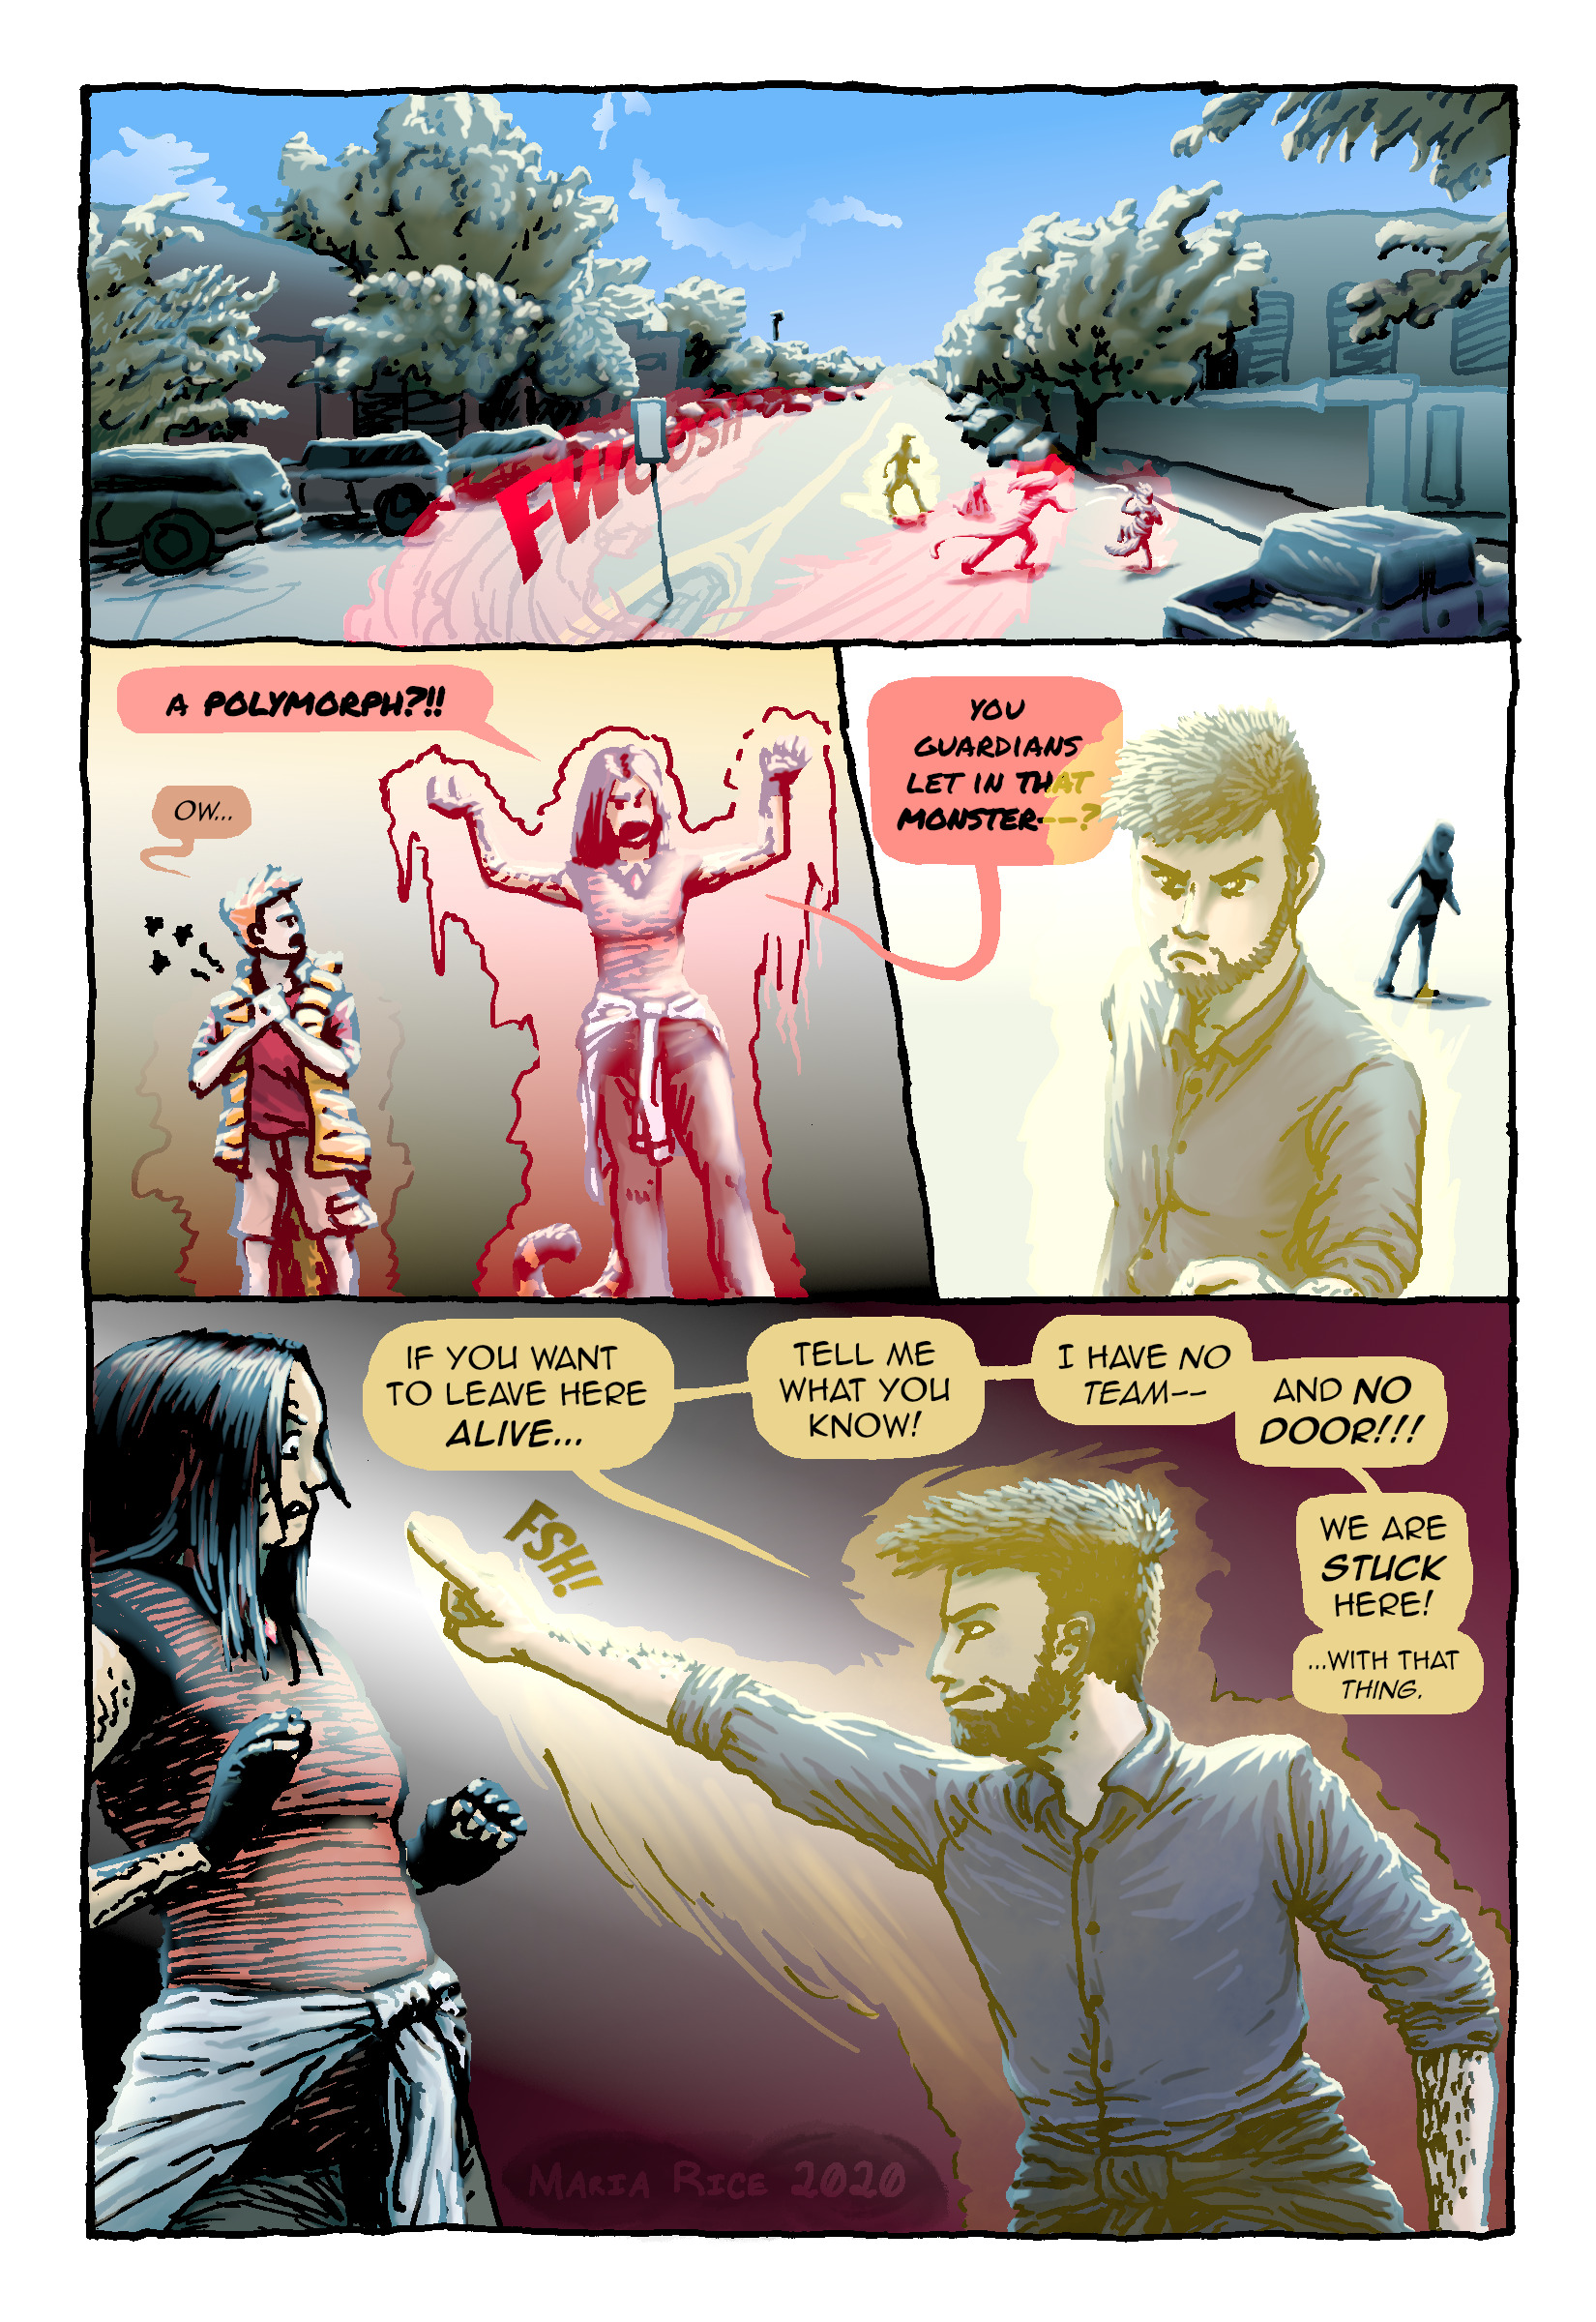 FWOOOSH
A POLYMORPH?!!
OW...
YOU
GUARDIANS
LET IN THAT
MONSTER---?
IF YOU WANT
TO LEAVE HERE
ALIVE...
TELL ME
WHAT YOU
KNOW!
I HAVE NO
TEAM--
AND NO
DOOR!!!
WE ARE
STUCK
HERE!
...WITH THAT
THING.
FSH!
MARIA RICE 2020